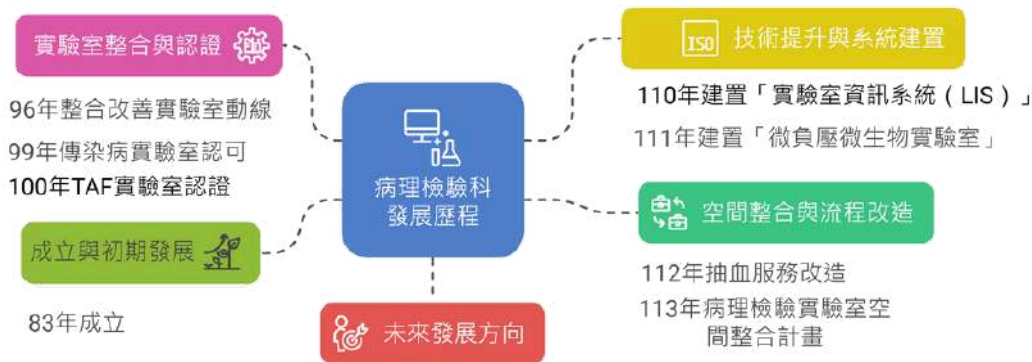 實驗室整合與認證
96年整合改善實驗室動線
99年傳染病實驗室認可
100年TAF實驗室認證
成立與初期發展
83年成立
病理檢驗科
發展歷程
未來發展方向
ISO 技術提升與系統建置
110年建置「實驗室資訊系統(LIS)」
111年建置「微負壓微生物實驗室」
空間整合與流程改造
112年抽血服務改造
113年病理檢驗實驗室空
間整合計畫